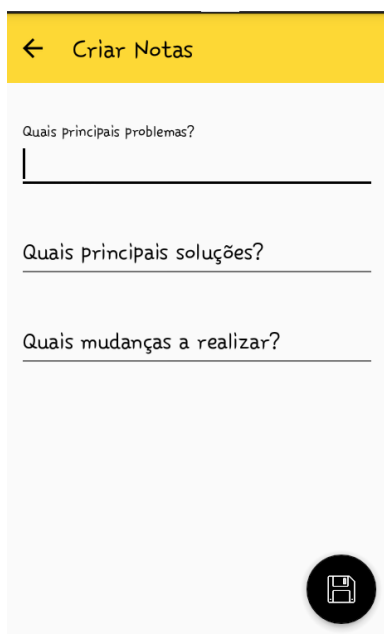 Criar Notas
Quais principais problemas?
Quais principais soluções?
Quais mudanças a realizar?